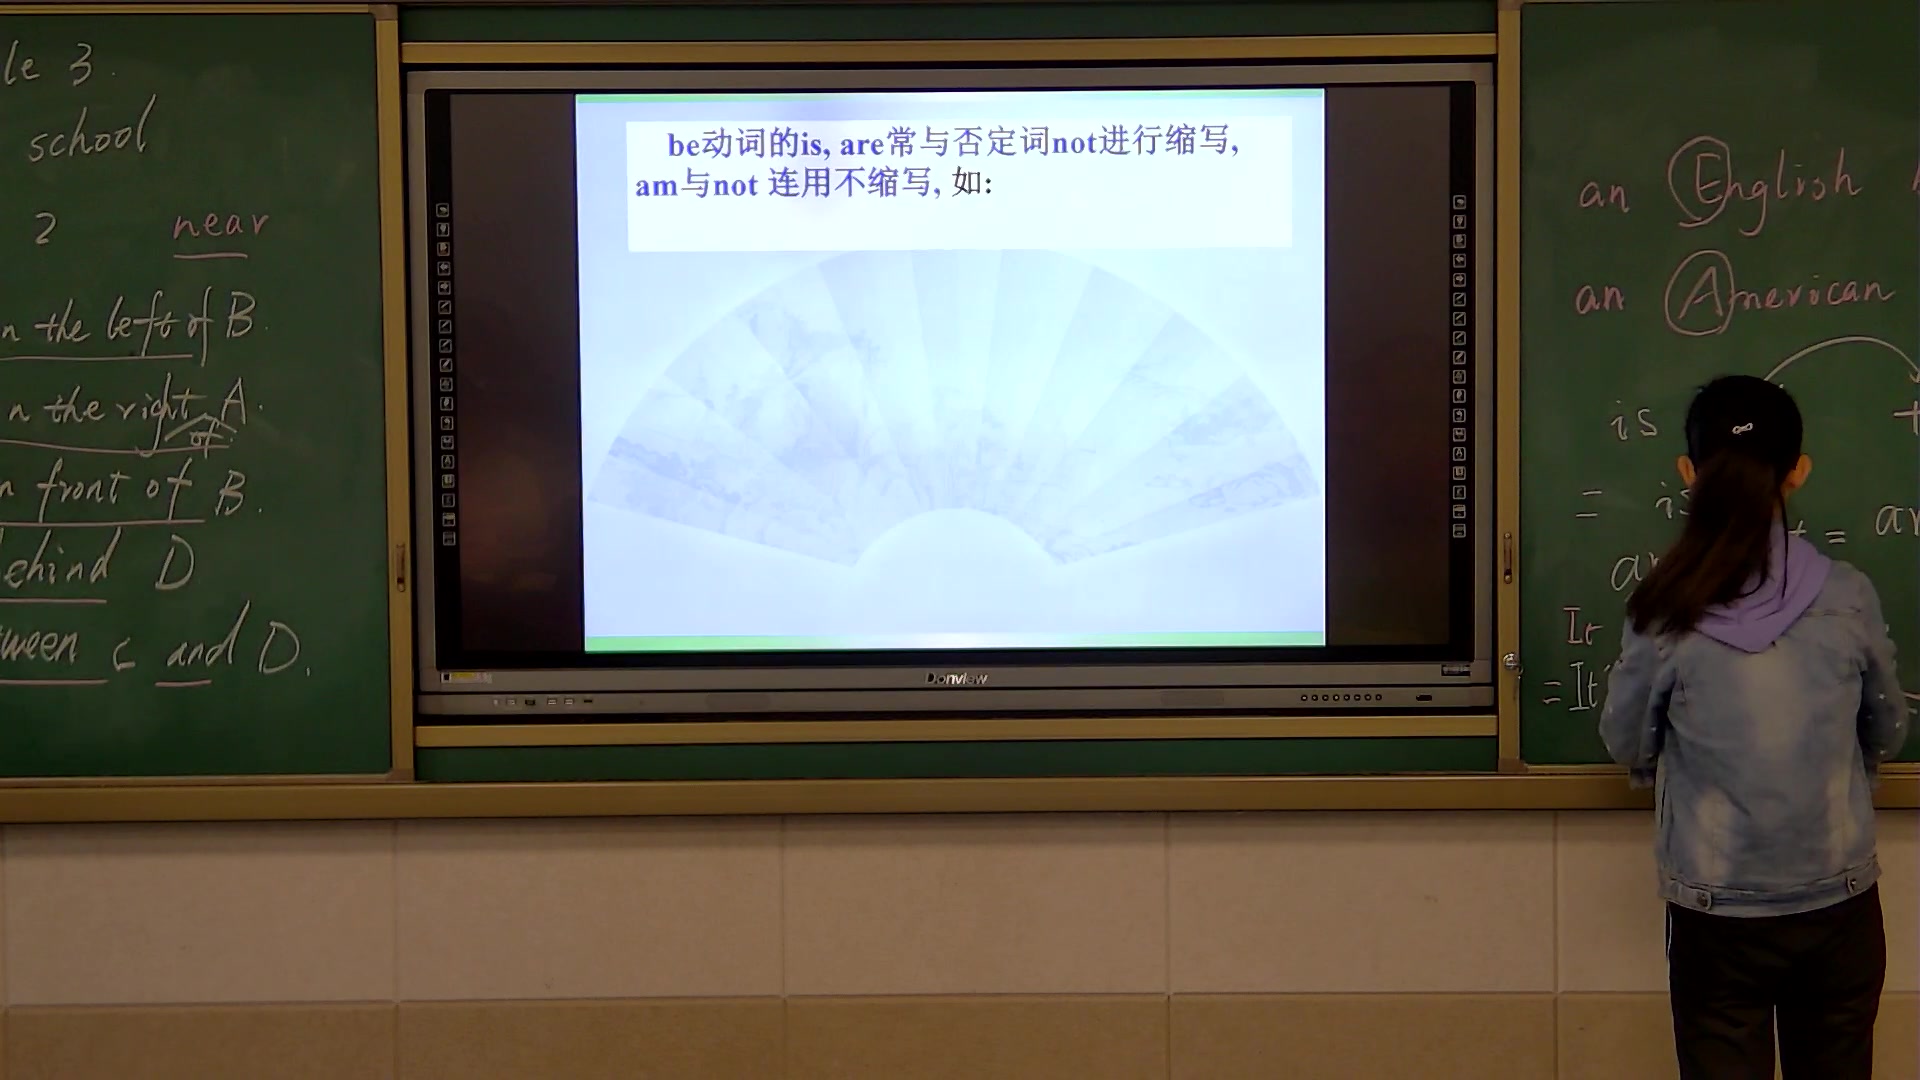 le 3
school
2 near
n the left of B.
n the right of A.
n front of B.
ehind D
tween C and D.
be动词的is, are常与否定词not进行缩写,
am与not 连用不缩写, 如:
Donview
an English
an American
is
= is
= ar
ar
It
= It